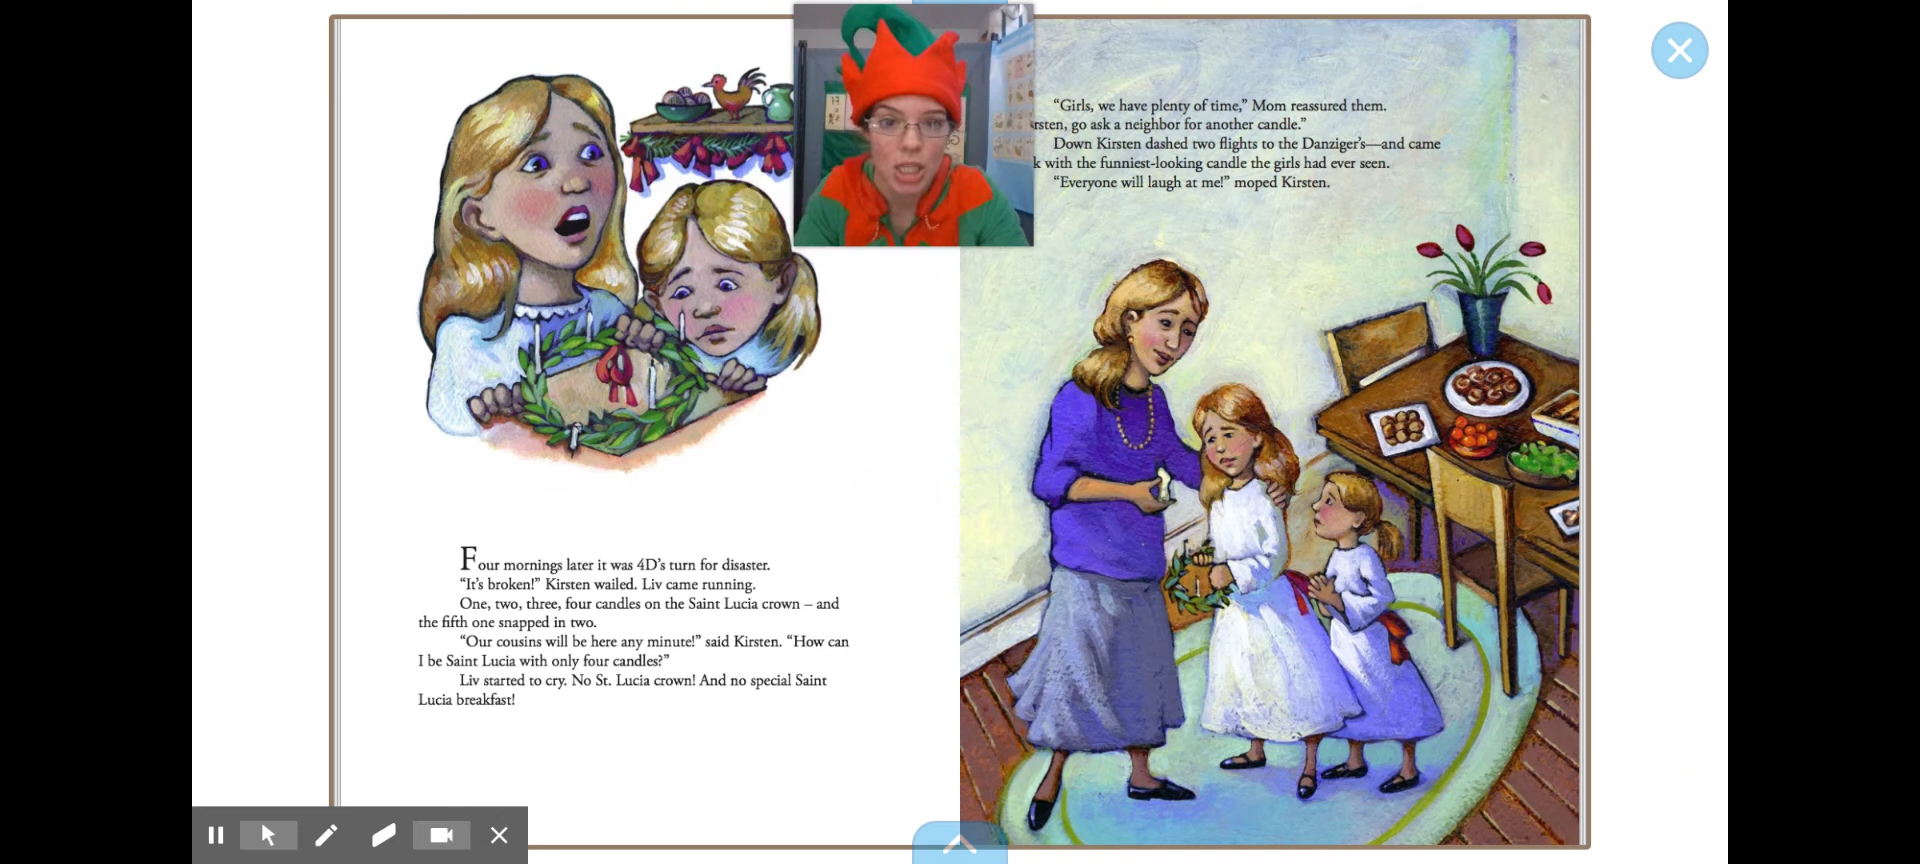 Four mornings later it was 4D's turn for disaster.
“It's broken!” Kirsten wailed. Liv came running.
One, two, three, four candles on the Saint Lucia crown – and
the fifth one snapped in two.
“Our cousins will be here any minute!” said Kirsten. “How can
I be Saint Lucia with only four candles?”
Liv started to cry. No St. Lucia crown! And no special Saint
Lucia breakfast!
“Girls, we have plenty of time,” Mom reassured them.
rsten, go ask a neighbor for another candle.”
Down Kirsten dashed two flights to the Danziger's—and came
k with the funniest-looking candle the girls had ever seen.
“Everyone will laugh at me!” moped Kirsten.